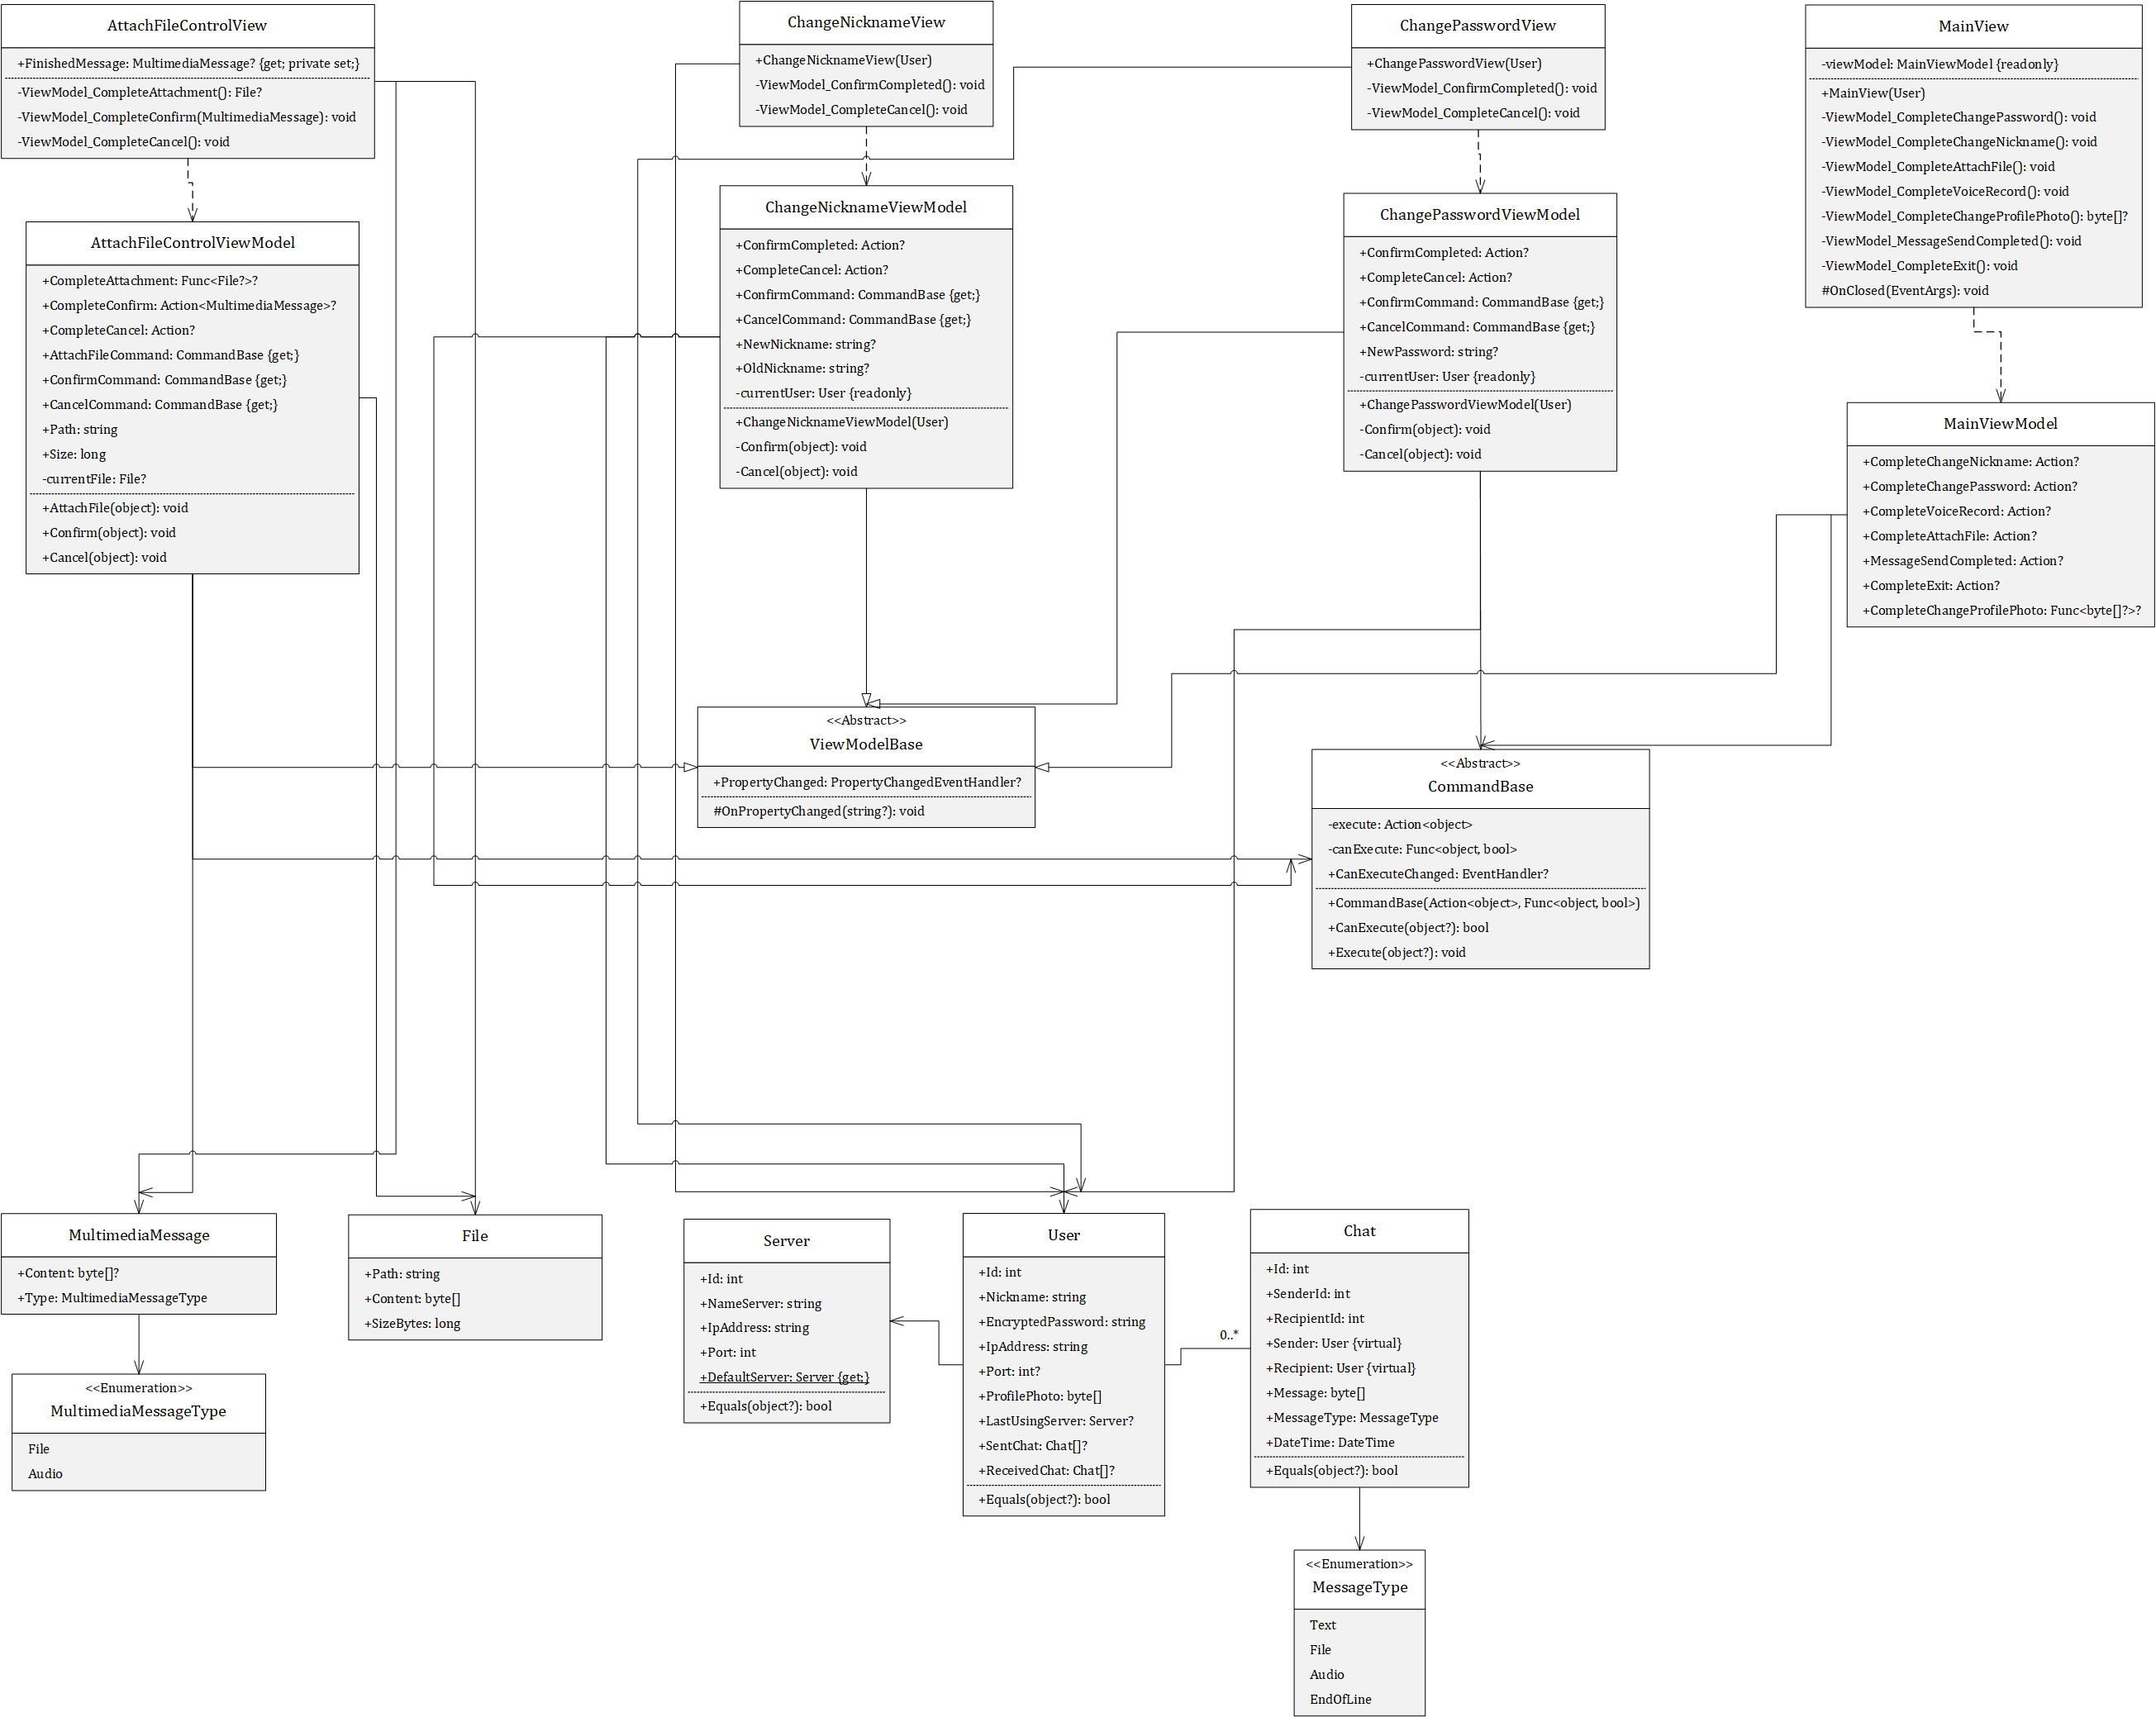 AttachFileControlView
+FinishedMessage: MultimediaMessage? {get; private set;}
-ViewModel_CompleteAttachment(): File?
-ViewModel_CompleteConfirm(MultimediaMessage): void
-ViewModel_CompleteCancel(): void
ChangeNicknameView
+ChangeNicknameView(User)
-ViewModel_ConfirmCompleted(): void
-ViewModel_CompleteCancel(): void
ChangePasswordView
+ChangePasswordView(User)
-ViewModel_ConfirmCompleted(): void
-ViewModel_CompleteCancel(): void
MainView
-viewModel: MainViewModel {readonly}
+MainView(User)
-ViewModel_CompleteChangePassword(): void
-ViewModel_CompleteChangeNickname(): void
-ViewModel_CompleteAttachFile(): void
-ViewModel_CompleteVoiceRecord(): void
-ViewModel_CompleteChangeProfilePhoto(): byte[]?
-ViewModel_MessageSendCompleted(): void
-ViewModel_CompleteExit(): void
#OnClosed(EventArgs): void
AttachFileControlViewModel
+CompleteAttachment: Func<File?>?
+CompleteConfirm: Action<MultimediaMessage>?
+CompleteCancel: Action?
+AttachFileCommand: CommandBase {get;}
+ConfirmCommand: CommandBase {get;}
+CancelCommand: CommandBase {get;}
+Path: string
+Size: long
-currentFile: File?
+AttachFile(object): void
+Confirm(object): void
+Cancel(object): void
ChangeNicknameViewModel
+ConfirmCompleted: Action?
+CompleteCancel: Action?
+ConfirmCommand: CommandBase {get;}
+CancelCommand: CommandBase {get;}
+NewNickname: string?
+OldNickname: string?
-currentUser: User {readonly}
+ChangeNicknameViewModel(User)
-Confirm(object): void
-Cancel(object): void
ChangePasswordViewModel
+ConfirmCompleted: Action?
+CompleteCancel: Action?
+ConfirmCommand: CommandBase {get;}
+CancelCommand: CommandBase {get;}
+NewPassword: string?
-currentUser: User {readonly}
+ChangePasswordViewModel(User)
-Confirm(object): void
-Cancel(object): void
MainViewModel
+CompleteChangeNickname: Action?
+CompleteChangePassword: Action?
+CompleteVoiceRecord: Action?
+CompleteAttachFile: Action?
+MessageSendCompleted: Action?
+CompleteExit: Action?
+CompleteChangeProfilePhoto: Func<byte[]?>?
<<Abstract>>
ViewModelBase
+PropertyChanged: PropertyChangedEventHandler?
#OnPropertyChanged(string?): void
<<Abstract>>
CommandBase
-execute: Action<object>
-canExecute: Func<object, bool>
+CanExecuteChanged: EventHandler?
+CommandBase(Action<object>, Func<object, bool>)
+CanExecute(object?): bool
+Execute(object?): void
MultimediaMessage
+Content: byte[]?
+Type: MultimediaMessageType
File
+Path: string
+Content: byte[]
+SizeBytes: long
Server
+Id: int
+NameServer: string
+IpAddress: string
+Port: int
+DefaultServer: Server {get;}
+Equals(object?): bool
User
+Id: int
+Nickname: string
+EncryptedPassword: string
+IpAddress: string
+Port: int?
+ProfilePhoto: byte[]
+LastUsingServer: Server?
+SentChat: Chat[]?
+ReceivedChat: Chat[]?
+Equals(object?): bool
0..*
Chat
+Id: int
+SenderId: int
+RecipientId: int
+Sender: User {virtual}
+Recipient: User {virtual}
+Message: byte[]
+MessageType: MessageType
+DateTime: DateTime
+Equals(object?): bool
<<Enumeration>>
MultimediaMessageType
File
Audio
<<Enumeration>>
MessageType
Text
File
Audio
EndOfLine